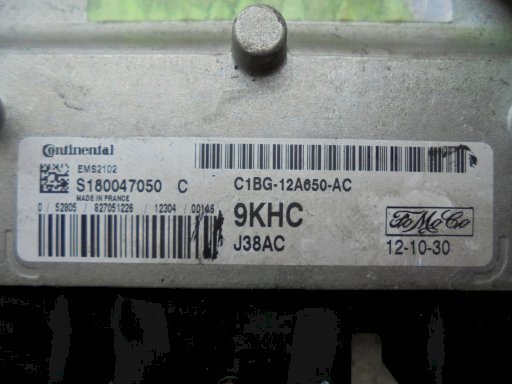 Continental
EMS2102
S180047050 C
MADE IN FRANCE
0 / 52805 / 827051226 / 12304 / 00146
C1BG-12A650-AC
9KHC
J38AC
FoMoCo
12-10-30